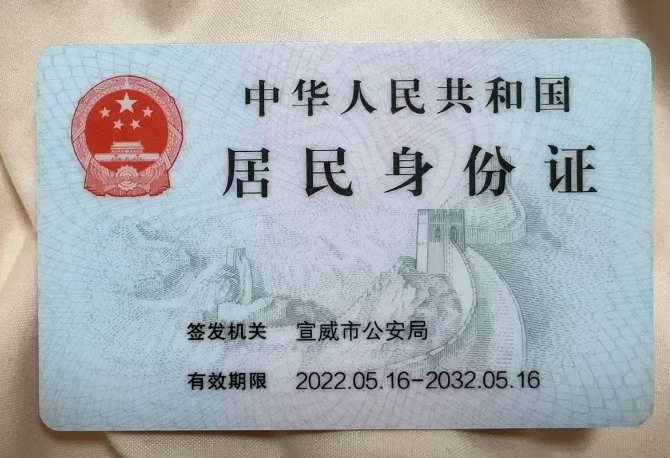 中华人民共和国
居民身份证
签发机关 宣威市公安局
有效期限 2022.05.16-2032.05.16